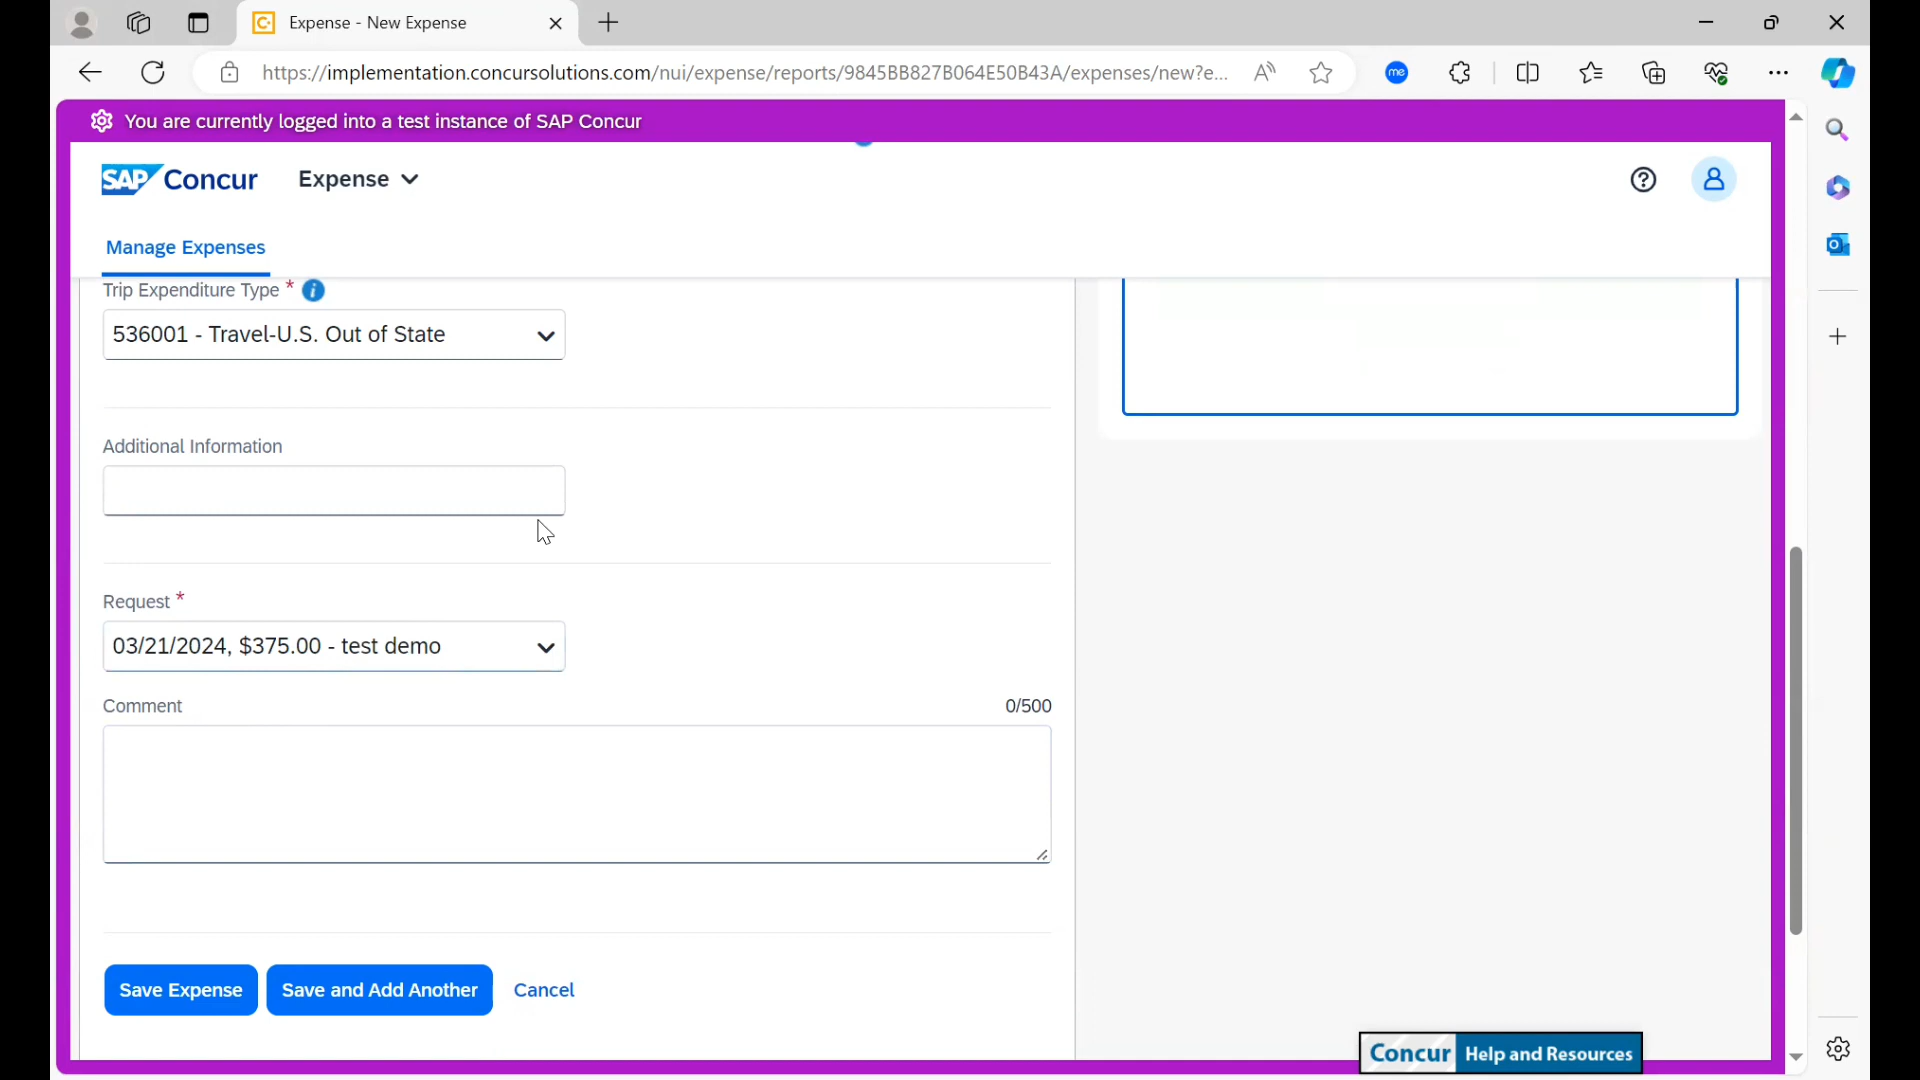 Expense - New Expense
https://implementation.concursolutions.com/nui/expense/reports/9845BB827B064E50B43A/expenses/new?e...
me
You are currently logged into a test instance of SAP Concur
SAP Concur
Expense
Manage Expenses
Trip Expenditure Type *
536001 - Travel-U.S. Out of State
Additional Information
Request *
03/21/2024, $375.00 - test demo
Comment
0/500
Save Expense
Save and Add Another
Cancel
Concur Help and Resources